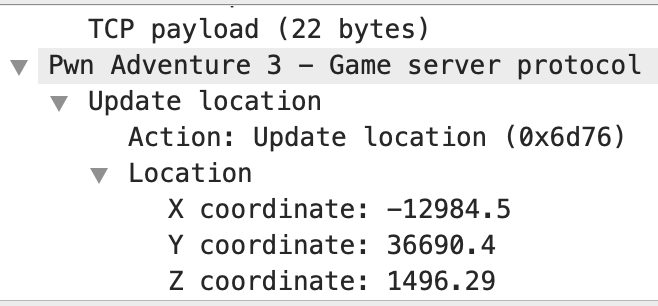 TCP payload (22 bytes)
Pwn Adventure 3 – Game server protocol
Update location
Action: Update location (0x6d76)
Location
X coordinate: -12984.5
Y coordinate: 36690.4
Z coordinate: 1496.29